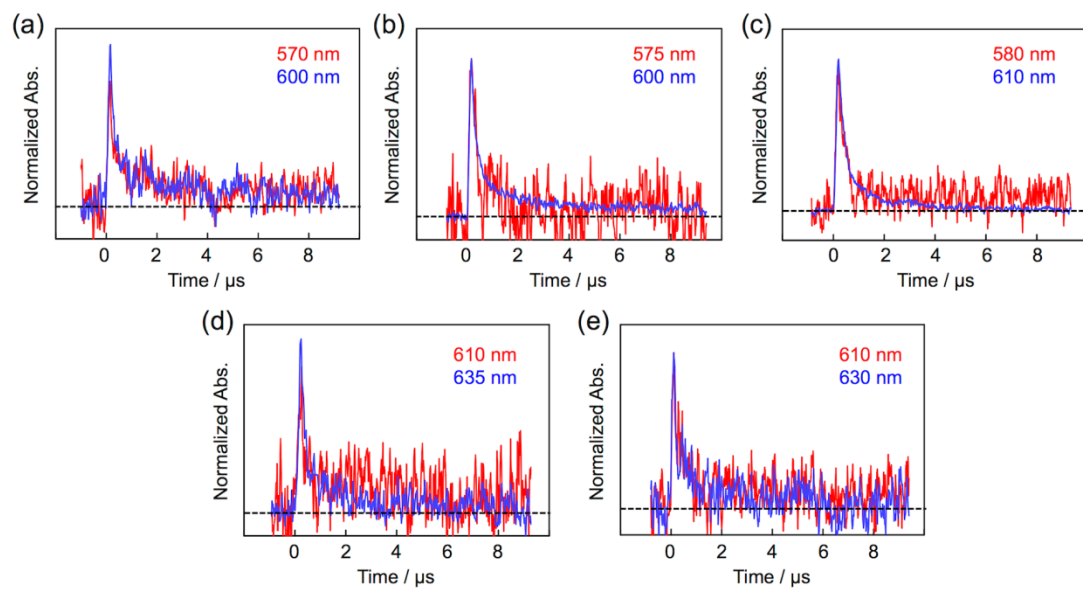 (a)
570 nm
600 nm
Normalized Abs.
0 2 4 6 8
Time / µs
(b)
575 nm
600 nm
Normalized Abs.
0 2 4 6 8
Time / µs
(c)
580 nm
610 nm
Normalized Abs.
0 2 4 6 8
Time / µs
(d)
610 nm
635 nm
Normalized Abs.
0 2 4 6 8
Time / µs
(e)
610 nm
630 nm
Normalized Abs.
0 2 4 6 8
Time / µs